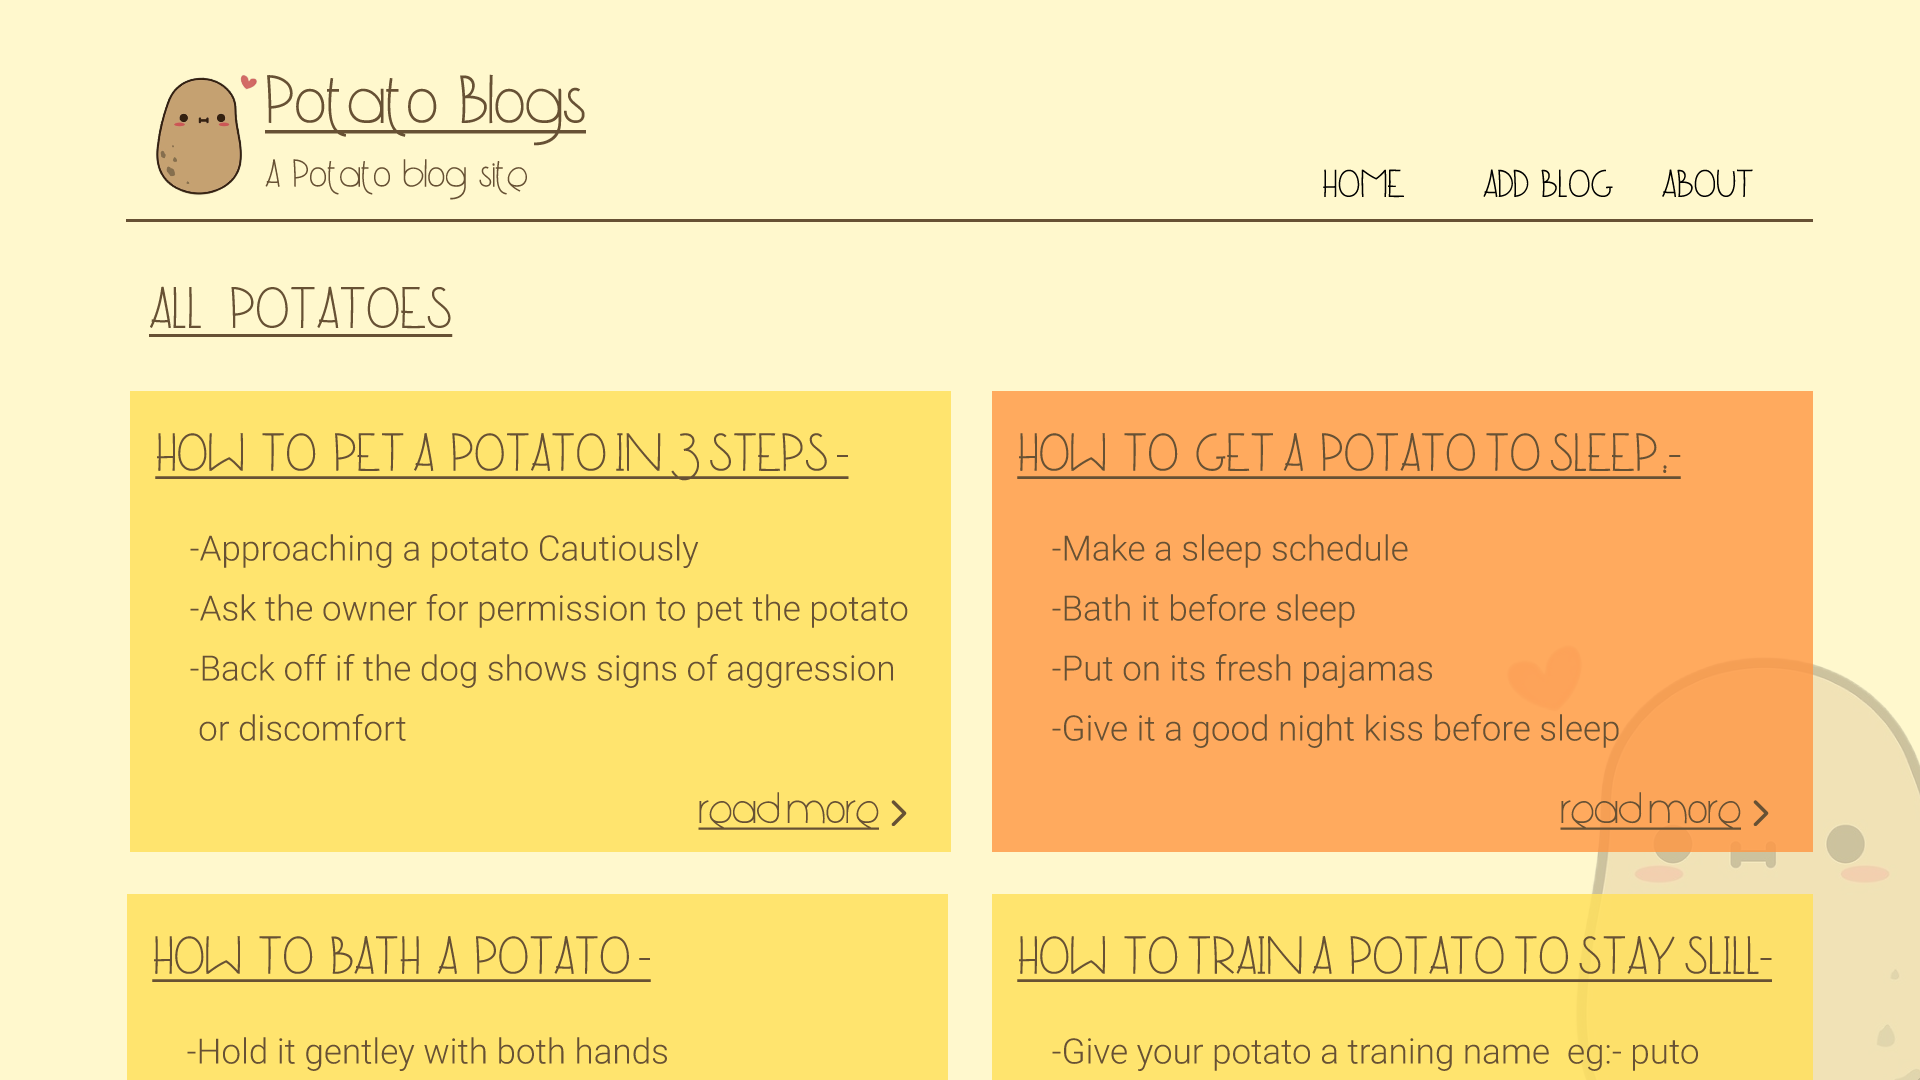 Potato Blogs
A Potato blog site
HOME ADD BLOG ABOUT
ALL POTATOES
HOW TO PET A POTATO IN 3 STEPS -
-Approaching a potato Cautiously
-Ask the owner for permission to pet the potato
-Back off if the dog shows signs of aggression
or discomfort
read more >
HOW TO GET A POTATO TO SLEEP :-
-Make a sleep schedule
-Bath it before sleep
-Put on its fresh pajamas
-Give it a good night kiss before sleep
read more >
HOW TO BATH A POTATO -
-Hold it gentley with both hands
HOW TO TRAIN A POTATO TO STAY SLILL-
-Give your potato a traning name eg:- puto